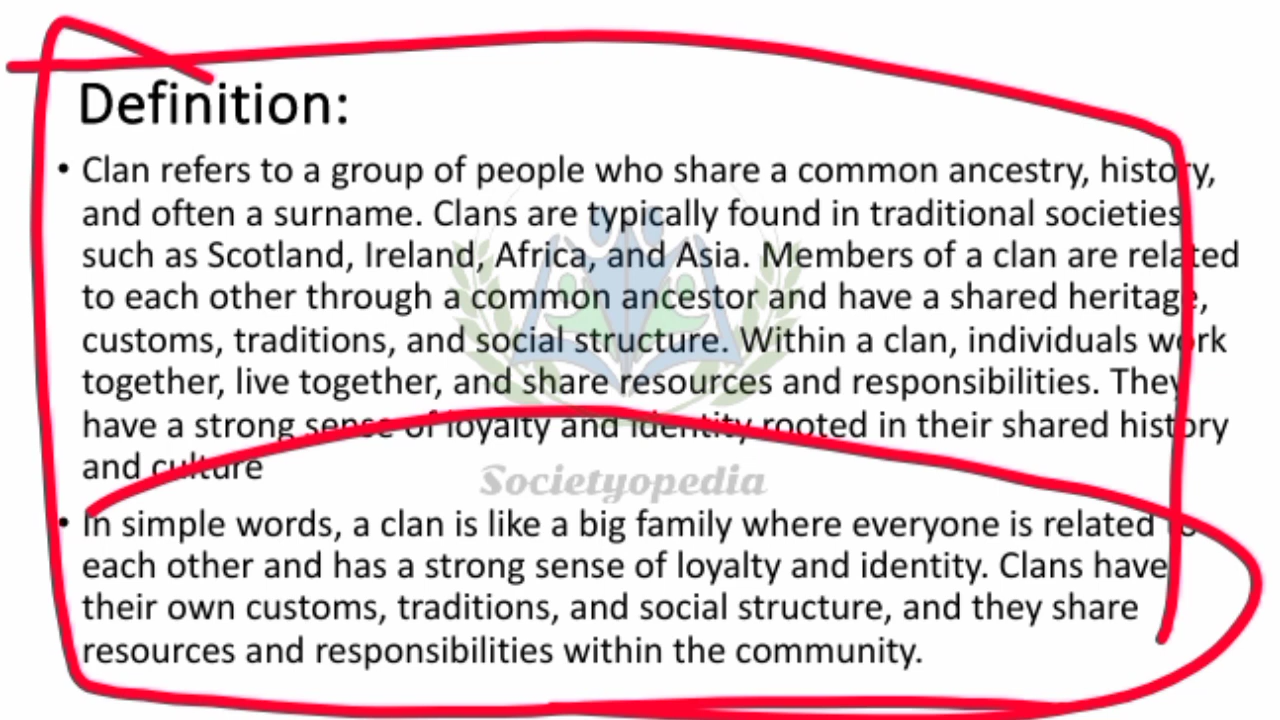 Definition:
• Clan refers to a group of people who share a common ancestry, history,
and often a surname. Clans are typically found in traditional societies
such as Scotland, Ireland, Africa, and Asia. Members of a clan are related
to each other through a common ancestor and have a shared heritage,
customs, traditions, and social structure. Within a clan, individuals work
together, live together, and share resources and responsibilities. They
have a strong sense of loyalty and identity rooted in their shared history
and culture
Societyopedia
• In simple words, a clan is like a big family where everyone is related to
each other and has a strong sense of loyalty and identity. Clans have
their own customs, traditions, and social structure, and they share
resources and responsibilities within the community.